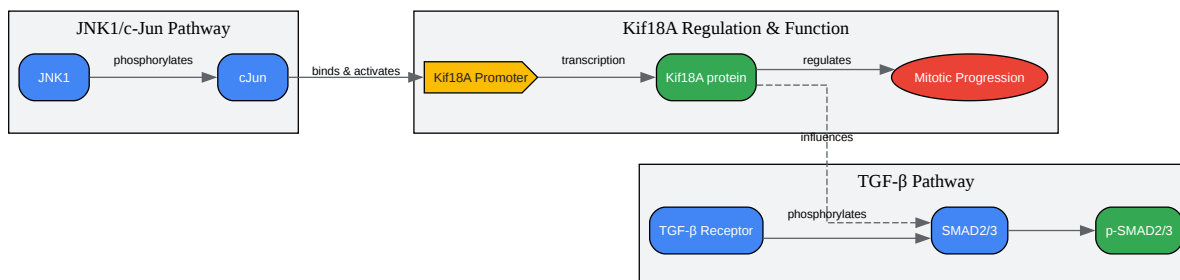 JNK1/c-Jun Pathway
JNK1
phosphorylates
cJun
binds & activates
Kif18A Regulation & Function
Kif18A Promoter
transcription
Kif18A protein
regulates
Mitotic Progression
influences
TGF-β Pathway
TGF-β Receptor
phosphorylates
SMAD2/3
p-SMAD2/3